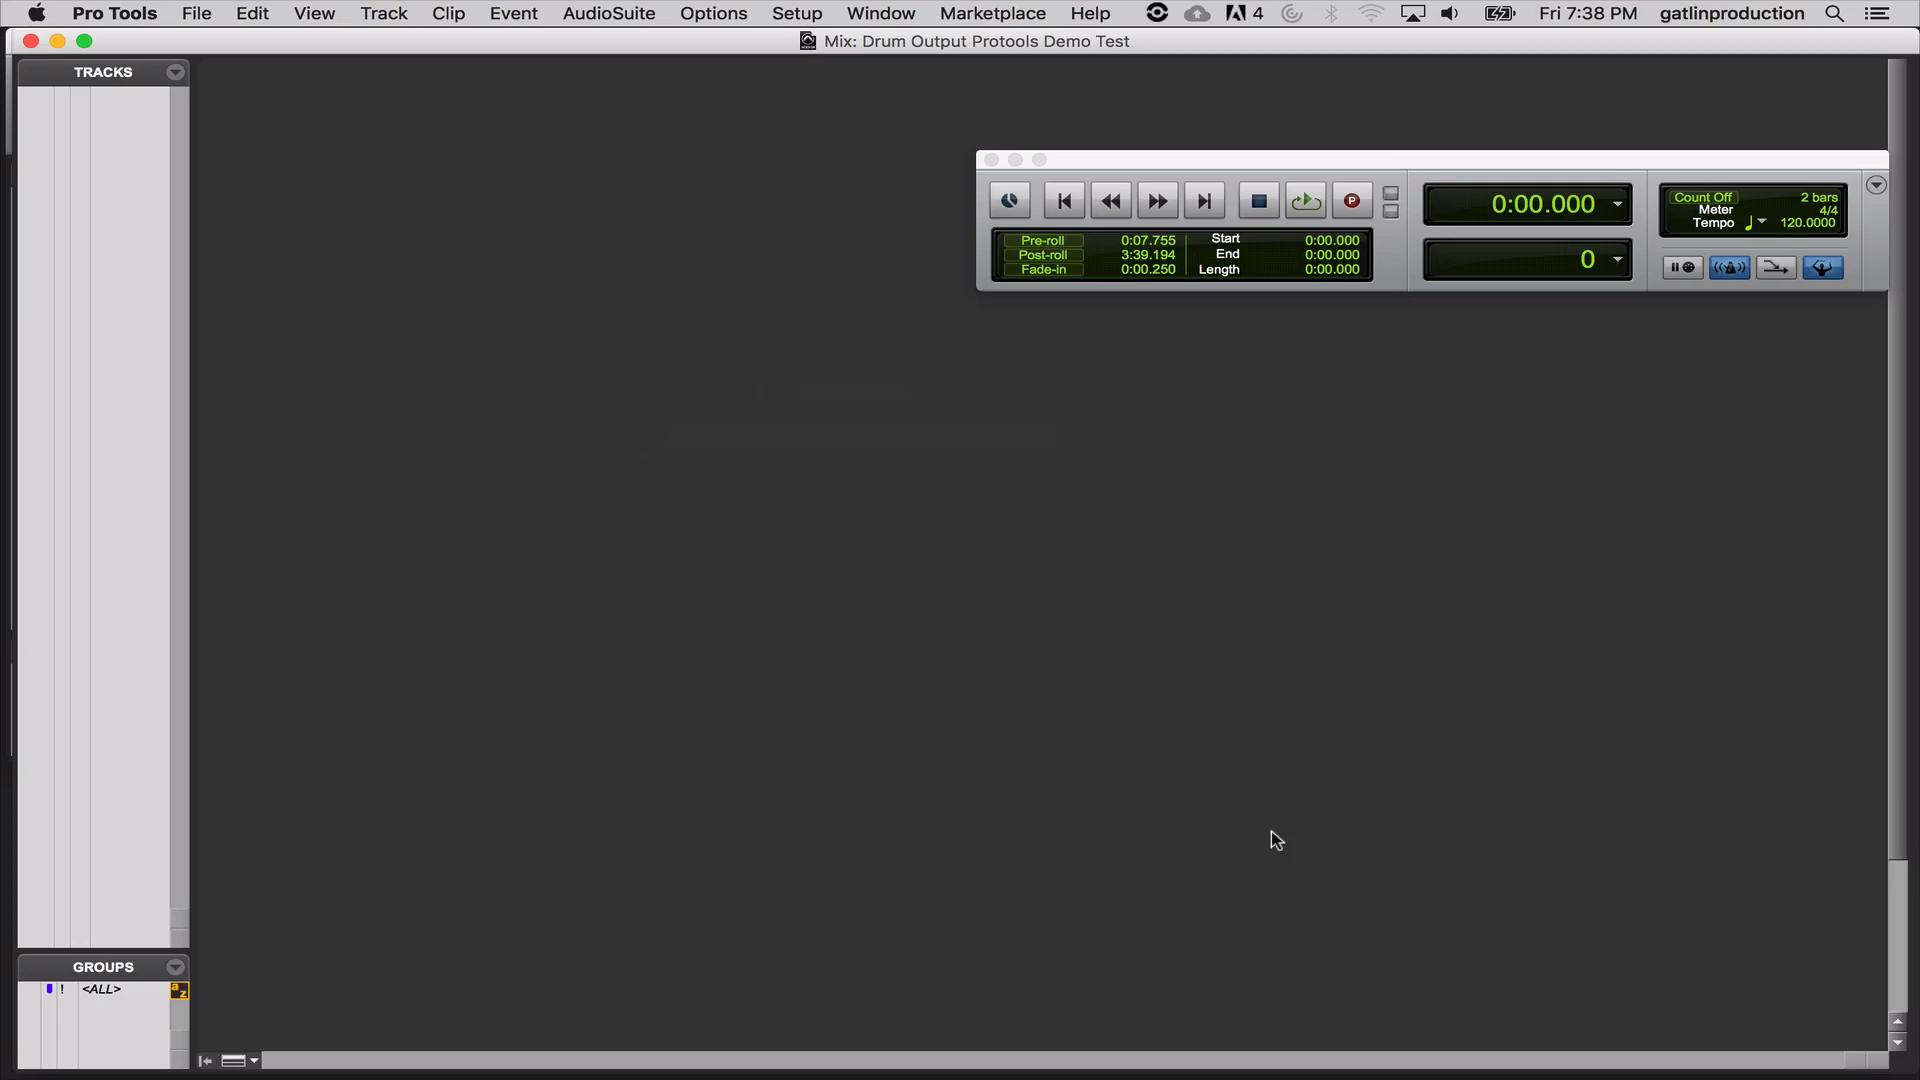 Pro Tools File Edit View Track Clip Event AudioSuite Options Setup Window Marketplace Help 4 Fri 7:38 PM gatlinproduction
Mix: Drum Output Protools Demo Test
TRACKS
0:00.000
Count Off 2 bars
Meter 4/4
Tempo 120.0000
P
Pre-roll 0:07.755 Start 0:00.000
Post-roll 3:39.194 End 0:00.000
Fade-in 0:00.250 Length 0:00.000
0
GROUPS
! <ALL>
a z